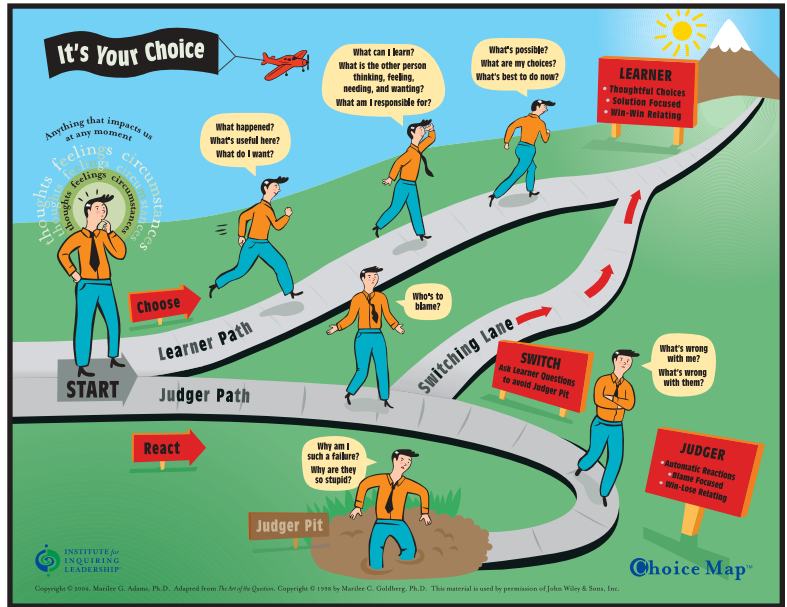 It's Your Choice
What can I learn?
What is the other person
thinking, feeling,
needing, and wanting?
What am I responsible for?
What's possible?
What are my choices?
What's best to do now?
LEARNER
• Thoughtful Choices
• Solution Focused
• Win-Win Relating
Anything that impacts us
at any moment
thoughts feelings circumstances
thoughts feelings circumstances
thoughts feelings circumstances
What happened?
What's useful here?
What do I want?
Choose
Learner Path
Who's to
blame?
Switching Lane
START
Judger Path
SWITCH
Ask Learner Questions
to avoid Judger Pit
What's wrong
with me?
What's wrong
with them?
React
Why am I
such a failure?
Why are they
so stupid?
JUDGER
• Automatic Reactions
• Blame Focused
• Win-Lose Relating
Judger Pit
INSTITUTE for
INQUIRING
LEADERSHIP
Choice Map™
Copyright © 2004. Marilee G. Adams, Ph.D. Adapted from The Art of the Question. Copyright © 1998 by Marilee C. Goldberg, Ph.D. This material is used by permission of John Wiley & Sons, Inc.